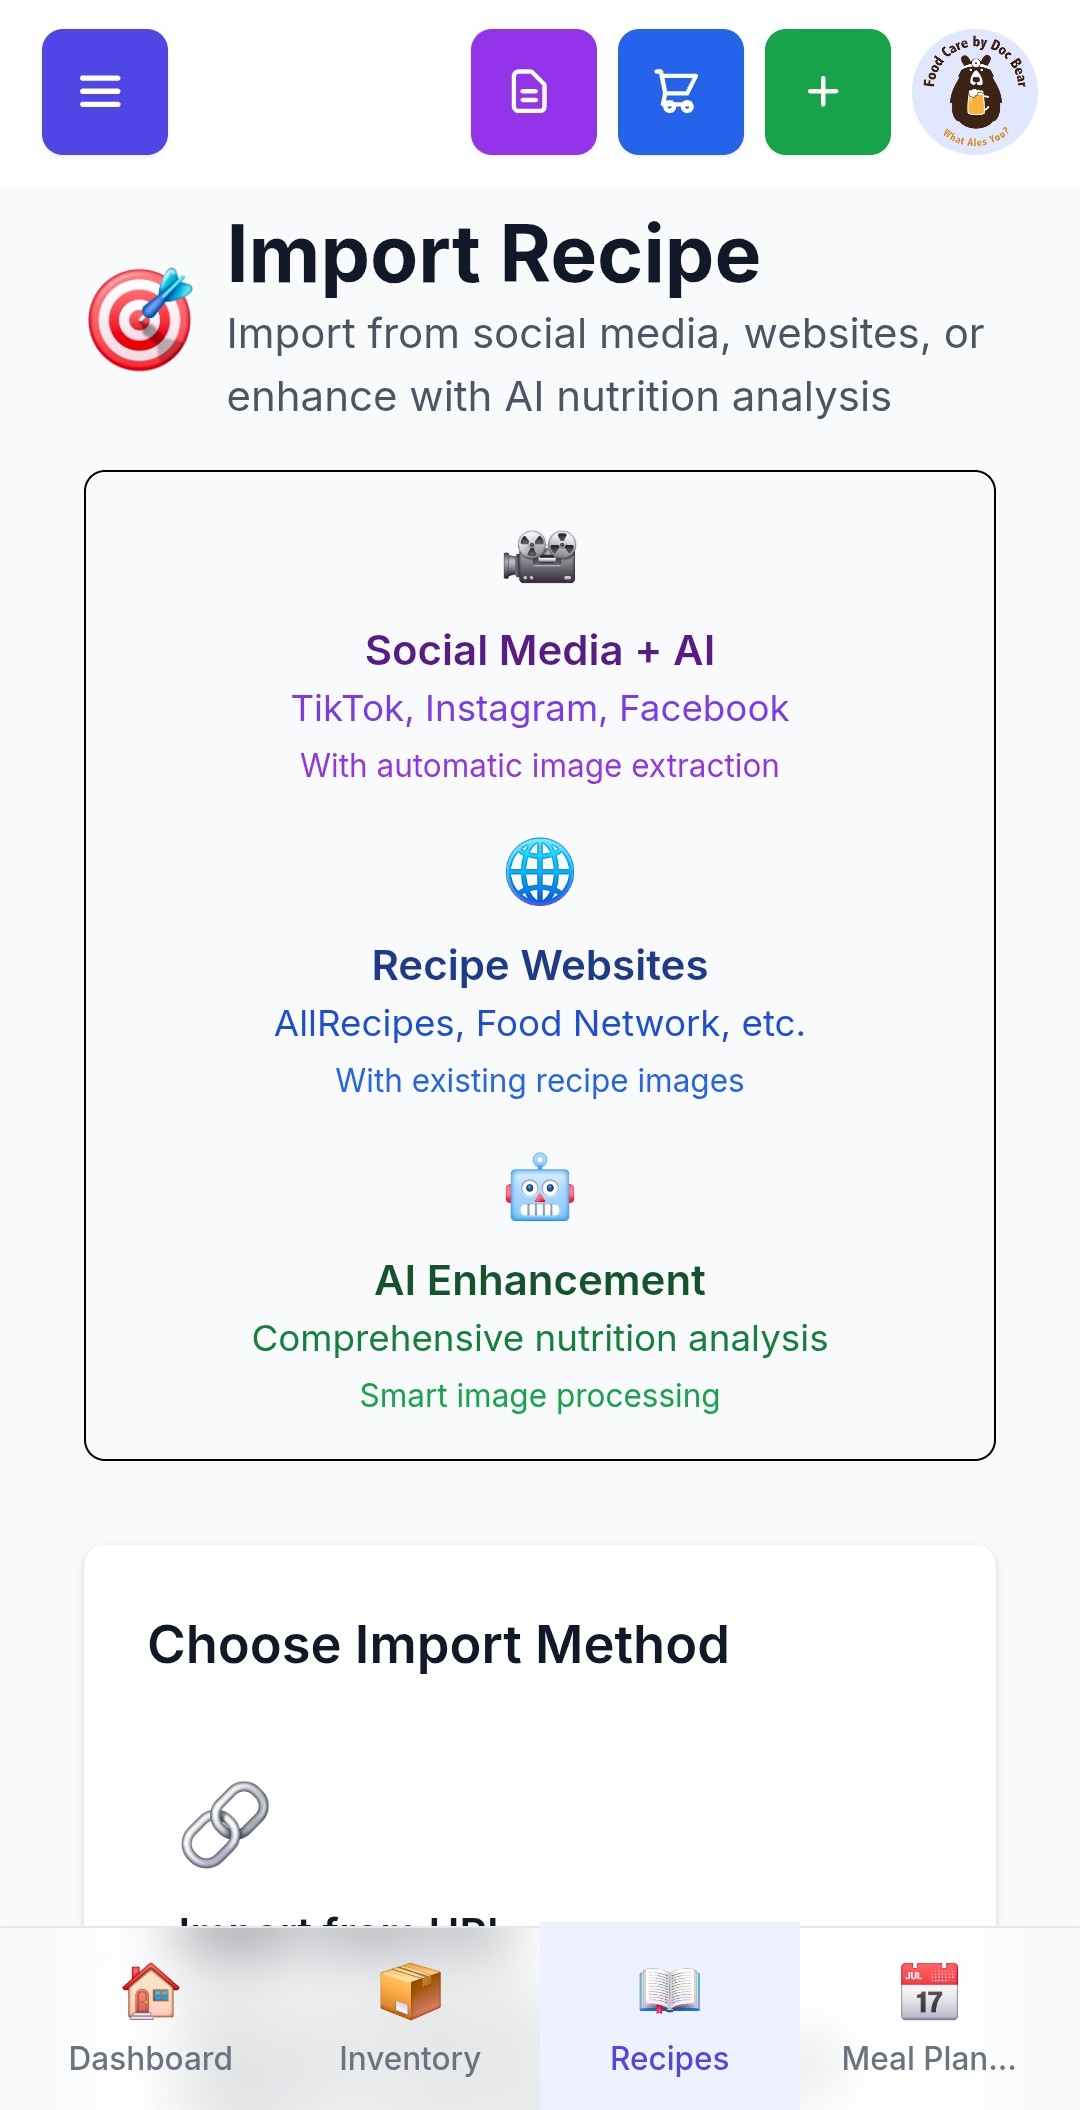 Food Care by Doc Bear
What Ales You?
Import Recipe
Import from social media, websites, or
enhance with AI nutrition analysis
Social Media + AI
TikTok, Instagram, Facebook
With automatic image extraction
Recipe Websites
AllRecipes, Food Network, etc.
With existing recipe images
AI Enhancement
Comprehensive nutrition analysis
Smart image processing
Choose Import Method
Import from URL
JUL
17
Dashboard
Inventory
Recipes
Meal Plan...